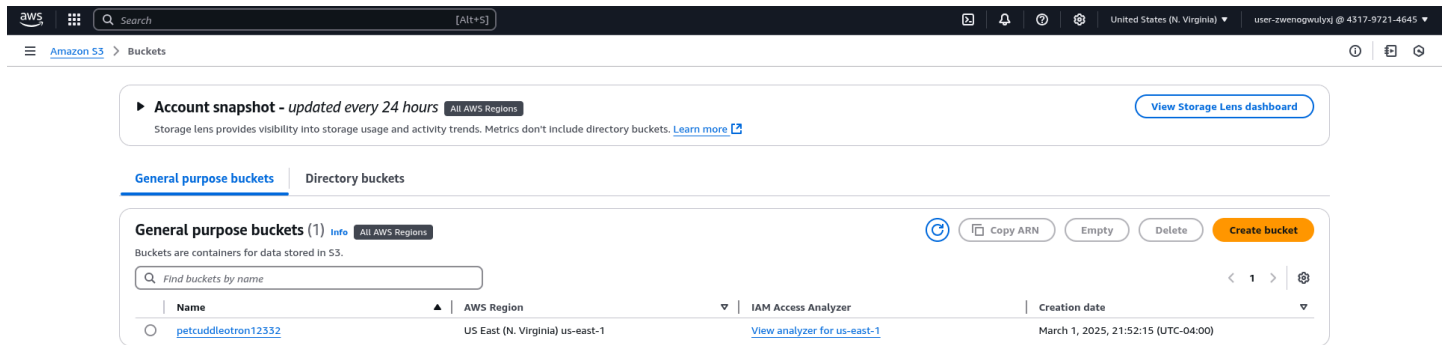 aws Search [Alt+S] United States (N. Virginia) ▼ user-zwenogwulyxj @ 4317-9721-4645 ▼
Amazon S3 > Buckets
Account snapshot - updated every 24 hours All AWS Regions View Storage Lens dashboard
Storage lens provides visibility into storage usage and activity trends. Metrics don't include directory buckets. Learn more
General purpose buckets Directory buckets
General purpose buckets (1) Info All AWS Regions Copy ARN Empty Delete Create bucket
Buckets are containers for data stored in S3.
Find buckets by name < 1 >
Name AWS Region IAM Access Analyzer Creation date
petcuddleotron12332 US East (N. Virginia) us-east-1 View analyzer for us-east-1 March 1, 2025, 21:52:15 (UTC-04:00)